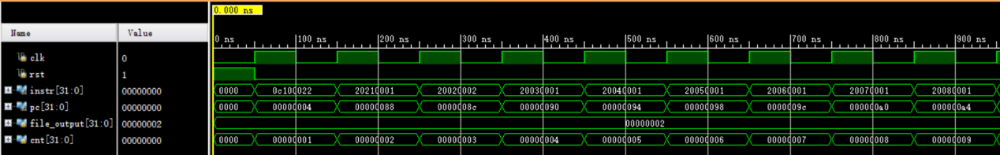 0.000 ns
Name Value
0 ns 100 ns 200 ns 300 ns 400 ns 500 ns 600 ns 700 ns 800 ns 900 ns
clk 0
rst 1
instr[31:0] 00000000 0000 0c100022 20210001 20020002 20030001 20040001 20050001 20060001 20070001 20080001
pc[31:0] 00000000 0000 00000004 00000088 0000008c 00000090 00000094 00000098 0000009c 000000a0 000000a4
file_output[31:0] 00000002 00000002
cnt[31:0] 00000000 0000 00000001 00000002 00000003 00000004 00000005 00000006 00000007 00000008 00000009